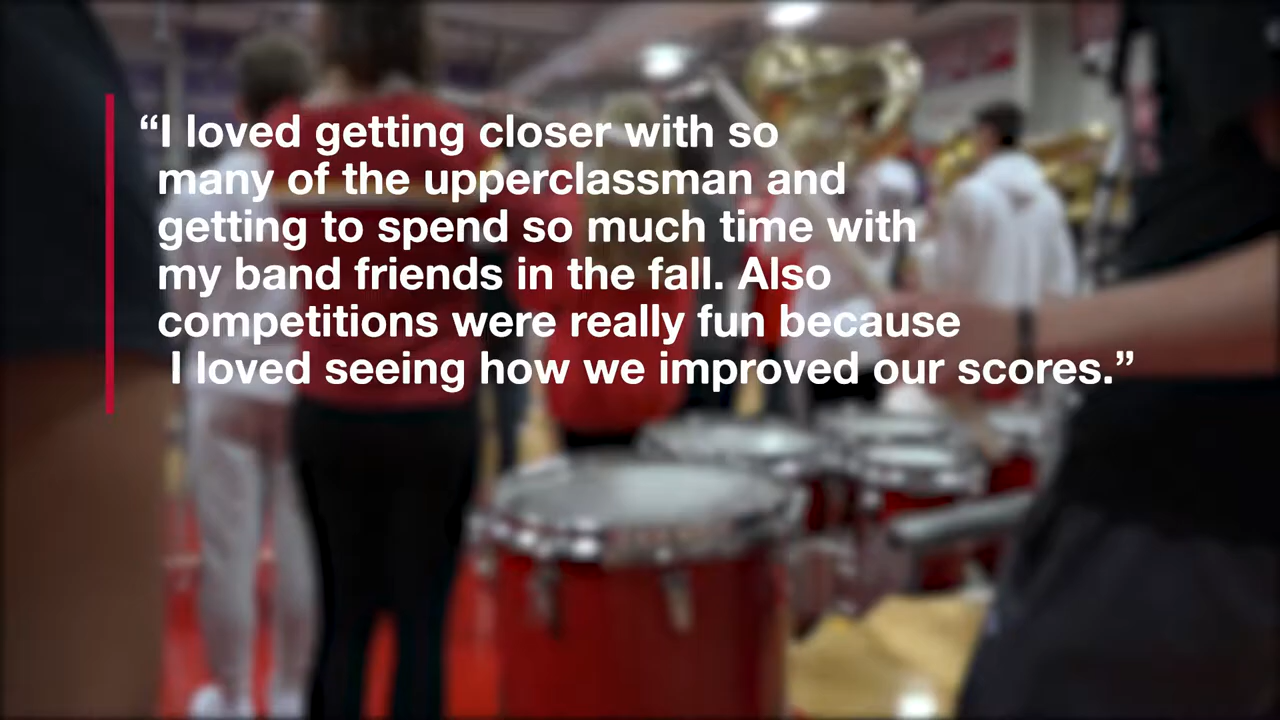 “I loved getting closer with so
many of the upperclassman and
getting to spend so much time with
my band friends in the fall. Also
competitions were really fun because
I loved seeing how we improved our scores.”